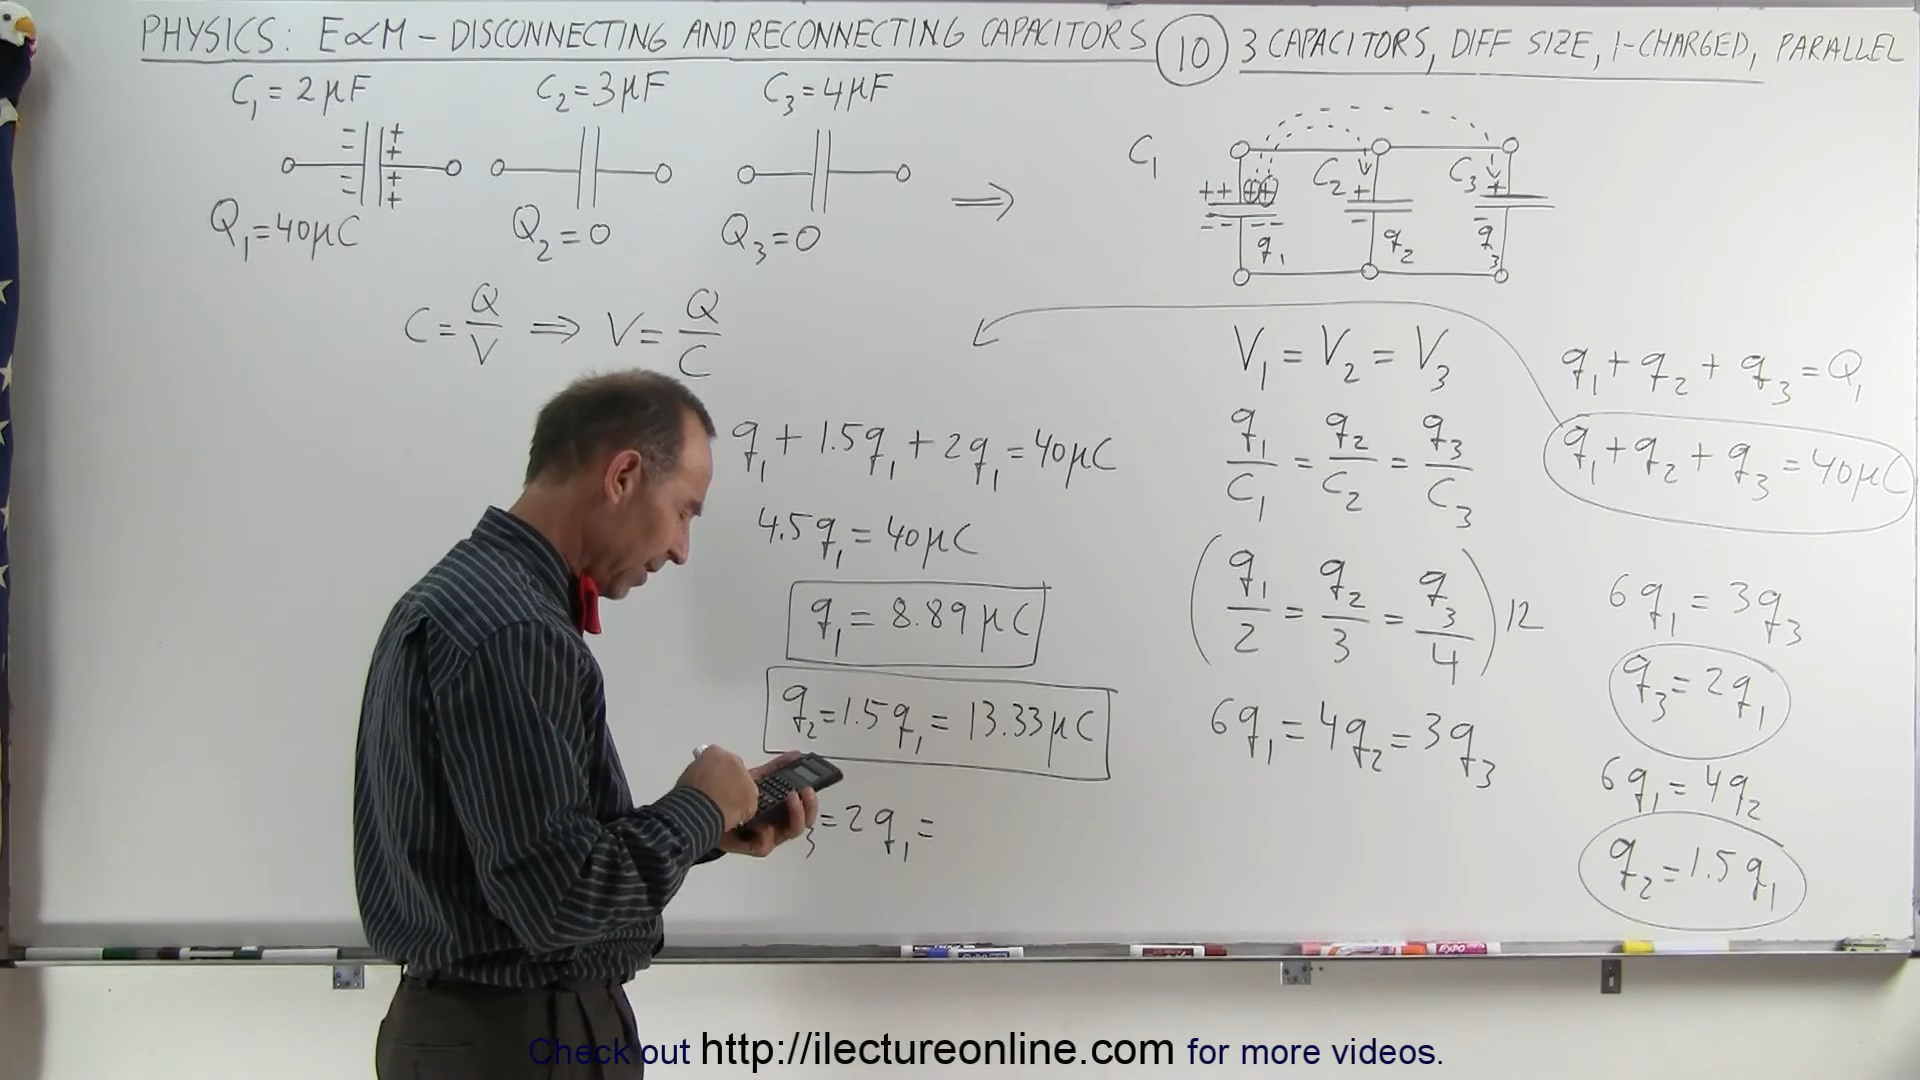 PHYSICS: E∝M – DISCONNECTING AND RECONNECTING CAPACITORS 10 3 CAPACITORS, DIFF SIZE, 1-CHARGED, PARALLEL
C₁ = 2μF C₂ = 3μF C₃ = 4μF
Q₁ = 40μC Q₂ = 0 Q₃ = 0
⇒
C₁ C₂ C₃
q₁ q₂ q₃
C = Q/V ⇒ V = Q/C
q₁ + 1.5q₁ + 2q₁ = 40μC
4.5q₁ = 40μC
q₁ = 8.89μC
q₂ = 1.5q₁ = 13.33μC
₃ = 2q₁ =
V₁ = V₂ = V₃
q₁/C₁ = q₂/C₂ = q₃/C₃
(q₁/2 = q₂/3 = q₃/4) 12
6q₁ = 4q₂ = 3q₃
q₁ + q₂ + q₃ = Q₁
q₁ + q₂ + q₃ = 40μC
6q₁ = 3q₃
q₃ = 2q₁
6q₁ = 4q₂
q₂ = 1.5q₁
EXPO
Check out http://ilectureonline.com for more videos.